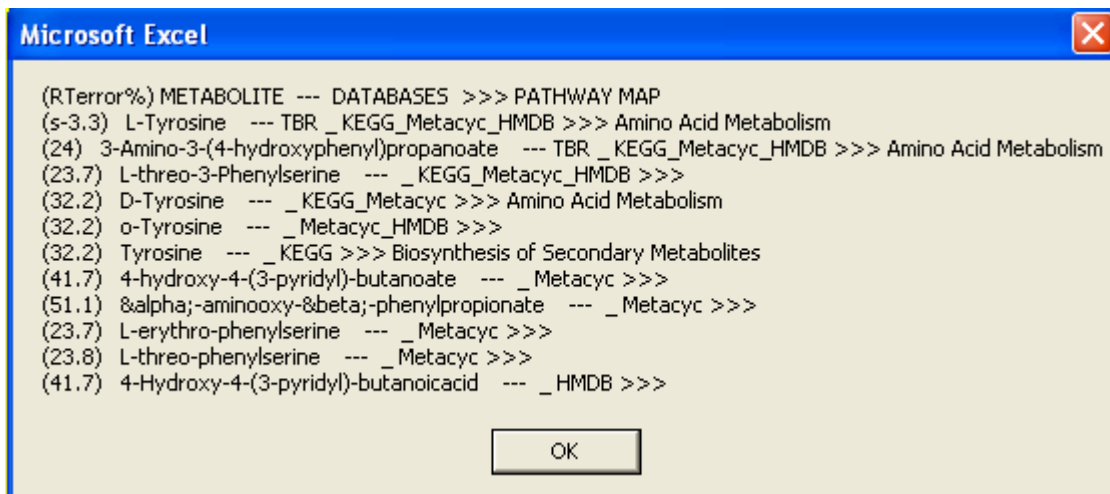 Microsoft Excel
(RTerror%) METABOLITE --- DATABASES >>> PATHWAY MAP
(s-3.3) L-Tyrosine --- TBR _KEGG_Metacyc_HMDB >>> Amino Acid Metabolism
(24) 3-Amino-3-(4-hydroxyphenyl)propanoate --- TBR _KEGG_Metacyc_HMDB >>> Amino Acid Metabolism
(23.7) L-threo-3-Phenylserine --- _KEGG_Metacyc_HMDB >>>
(32.2) D-Tyrosine --- _KEGG_Metacyc >>> Amino Acid Metabolism
(32.2) o-Tyrosine --- _Metacyc_HMDB >>>
(32.2) Tyrosine --- _KEGG >>> Biosynthesis of Secondary Metabolites
(41.7) 4-hydroxy-4-(3-pyridyl)-butanoate --- _Metacyc >>>
(51.1) &alpha;-aminooxy-&beta;-phenylpropionate --- _Metacyc >>>
(23.7) L-erythro-phenylserine --- _Metacyc >>>
(23.8) L-threo-phenylserine --- _Metacyc >>>
(41.7) 4-Hydroxy-4-(3-pyridyl)-butanoicacid --- _HMDB >>>
OK